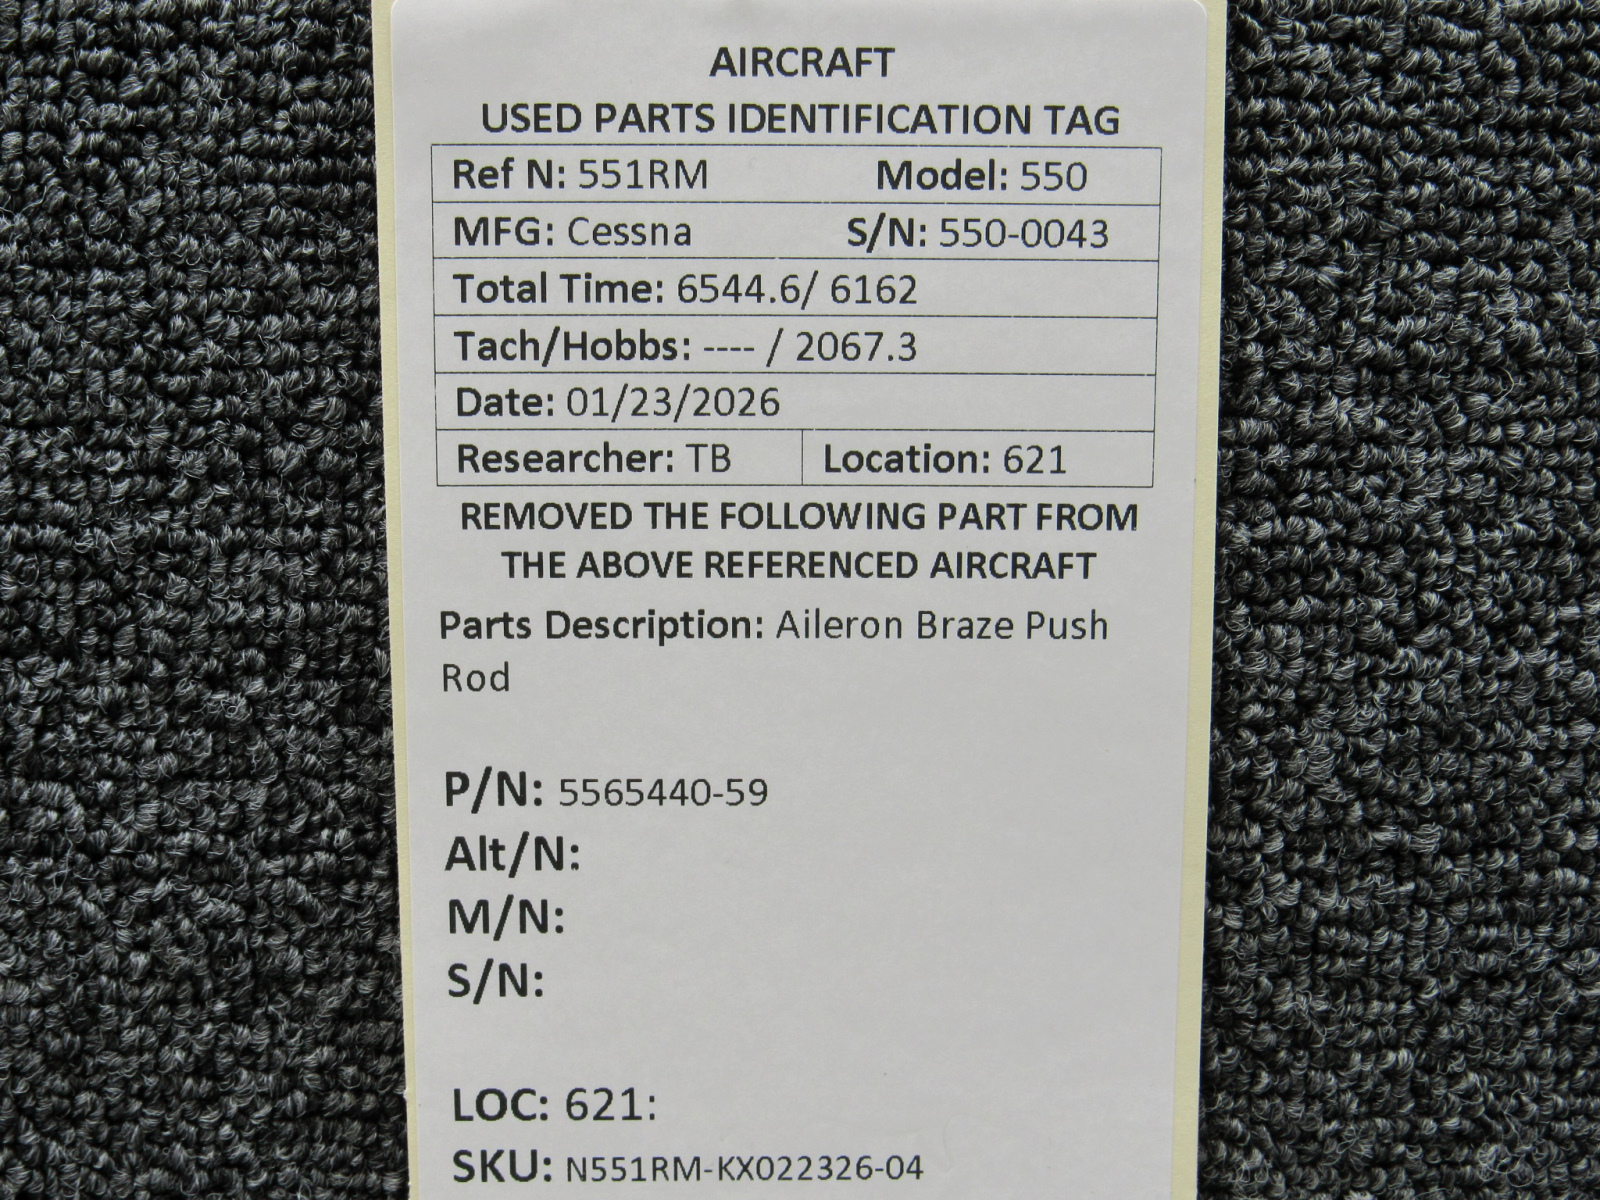 AIRCRAFT
USED PARTS IDENTIFICATION TAG
Ref N: 551RM Model: 550
MFG: Cessna S/N: 550-0043
Total Time: 6544.6/ 6162
Tach/Hobbs: ---- / 2067.3
Date: 01/23/2026
Researcher: TB Location: 621
REMOVED THE FOLLOWING PART FROM
THE ABOVE REFERENCED AIRCRAFT
Parts Description: Aileron Braze Push
Rod
P/N: 5565440-59
Alt/N:
M/N:
S/N:
LOC: 621:
SKU: N551RM-KX022326-04